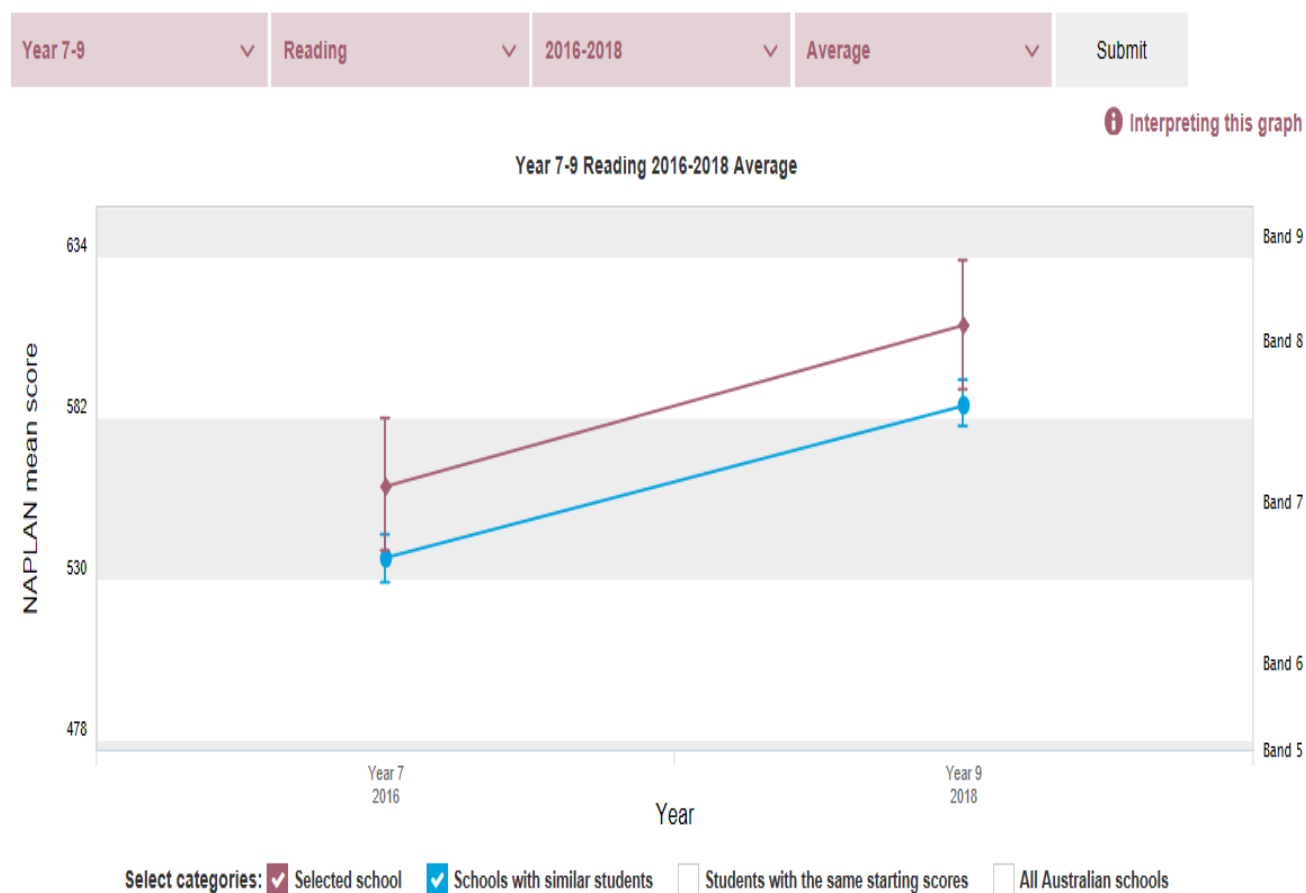 Year 7-9 Reading 2016-2018 Average Submit
Interpreting this graph
Year 7-9 Reading 2016-2018 Average
634 Band 9
Band 8
582
Band 7
530
Band 6
478
Band 5
NAPLAN mean score
Year 7 Year 9
2016 2018
Year
Select categories: Selected school Schools with similar students Students with the same starting scores All Australian schools